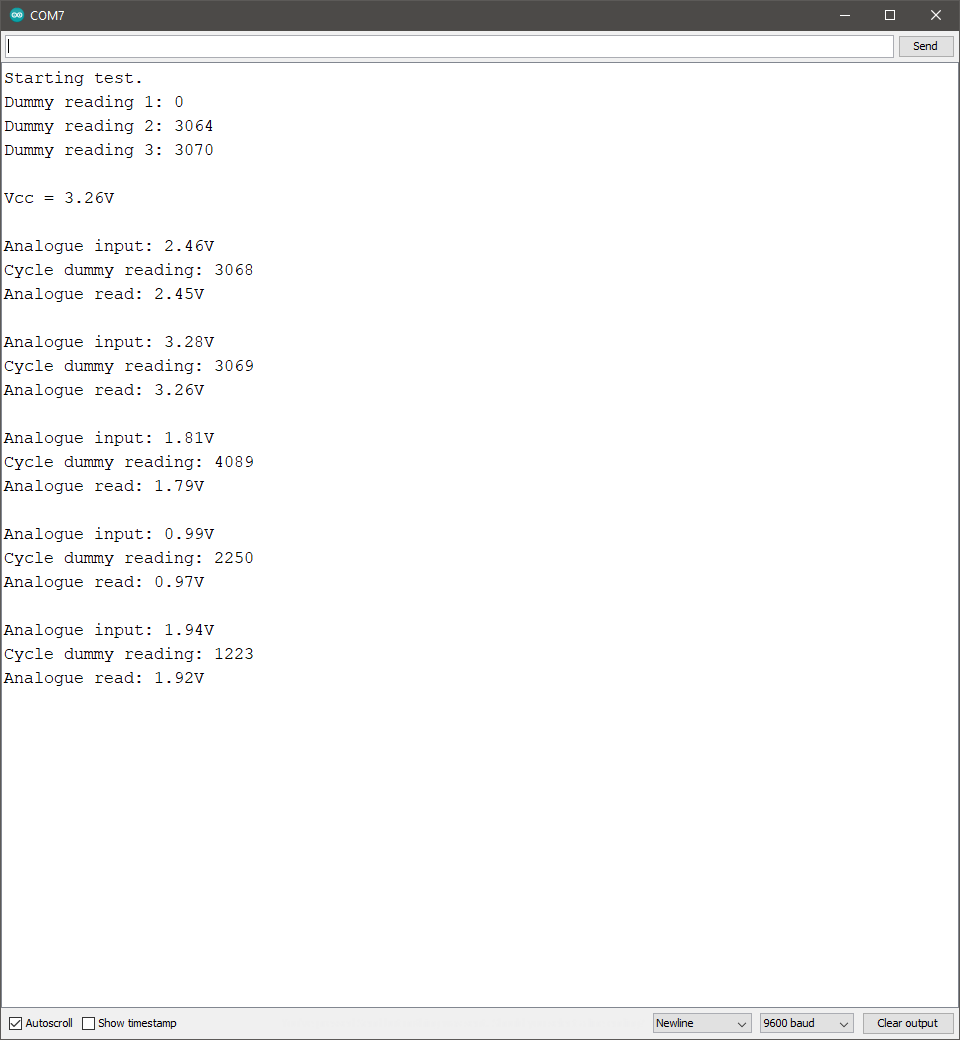 COM7
Send
Starting test.
Dummy reading 1: 0
Dummy reading 2: 3064
Dummy reading 3: 3070
Vcc = 3.26V
Analogue input: 2.46V
Cycle dummy reading: 3068
Analogue read: 2.45V
Analogue input: 3.28V
Cycle dummy reading: 3069
Analogue read: 3.26V
Analogue input: 1.81V
Cycle dummy reading: 4089
Analogue read: 1.79V
Analogue input: 0.99V
Cycle dummy reading: 2250
Analogue read: 0.97V
Analogue input: 1.94V
Cycle dummy reading: 1223
Analogue read: 1.92V
Autoscroll Show timestamp Newline 9600 baud Clear output